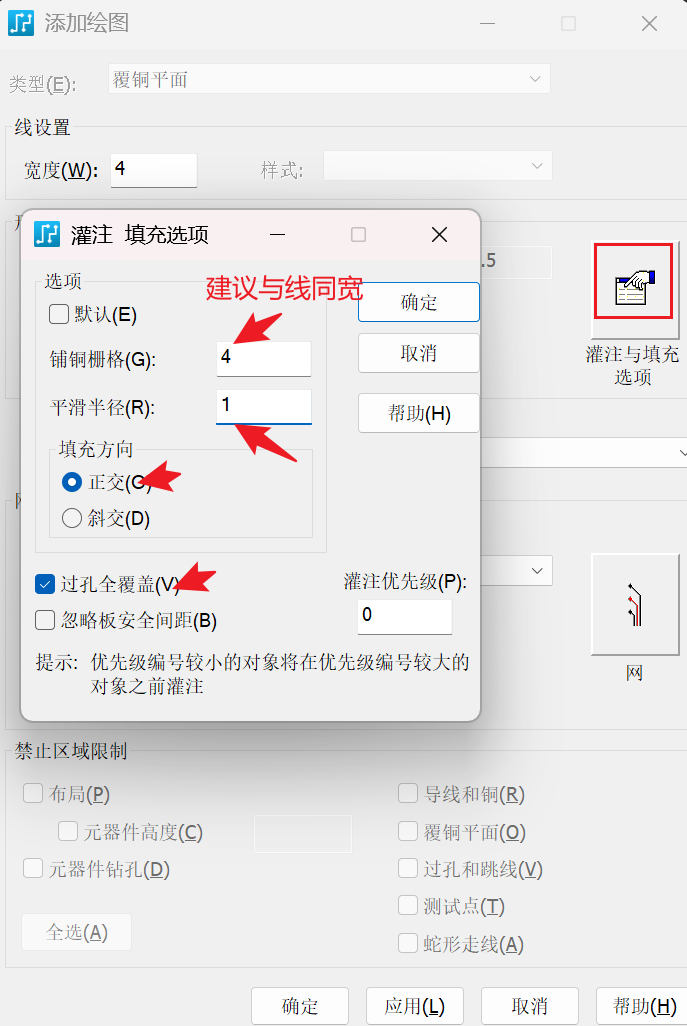 添加绘图
类型(E):
覆铜平面
线设置
宽度(W):
4
样式:
灌注 填充选项
.5
选项
建议与线同宽
确定
默认(E)
铺铜栅格(G):
4
取消
灌注与填充
选项
平滑半径(R):
1
帮助(H)
填充方向
正交(O)
斜交(D)
过孔全覆盖(V)
灌注优先级(P):
忽略板安全间距(B)
0
提示: 优先级编号较小的对象将在优先级编号较大的
对象之前灌注
网
禁止区域限制
布局(P)
导线和铜(R)
元器件高度(C)
覆铜平面(O)
元器件钻孔(D)
过孔和跳线(V)
测试点(T)
全选(A)
蛇形走线(A)
确定
应用(L)
取消
帮助(H)